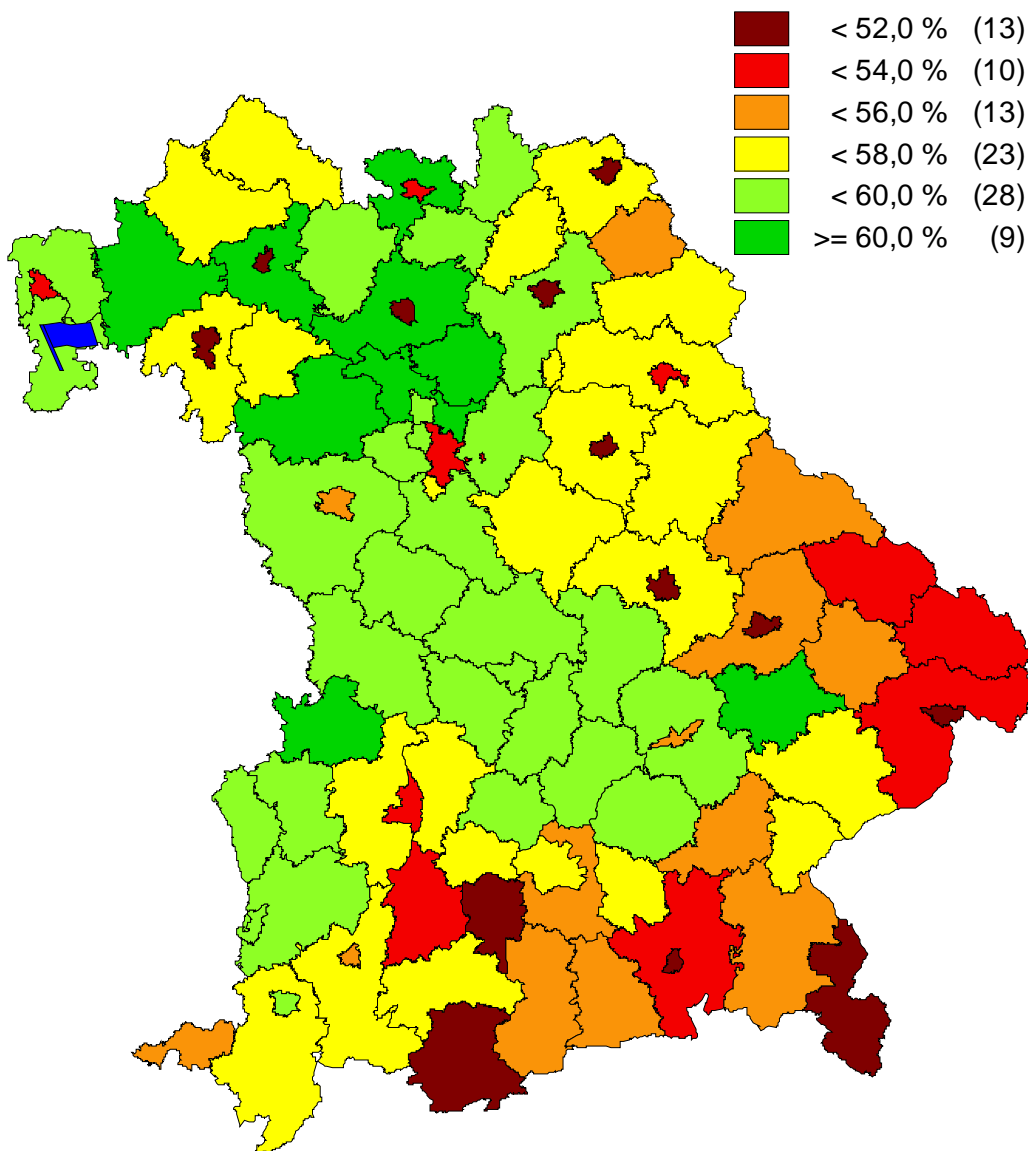 < 52,0 % (13)
< 54,0 % (10)
< 56,0 % (13)
< 58,0 % (23)
< 60,0 % (28)
>= 60,0 % (9)